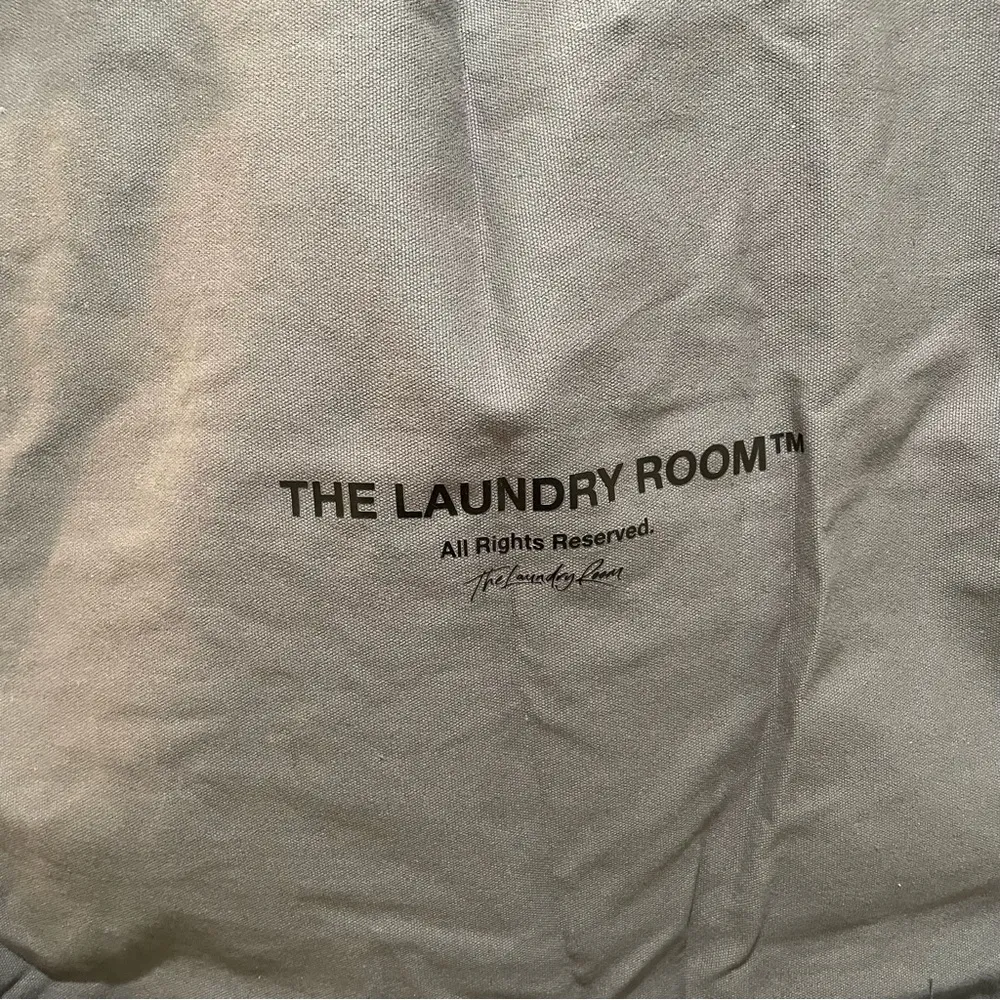 THE LAUNDRY ROOM™
All Rights Reserved.
TheLaundryRoom